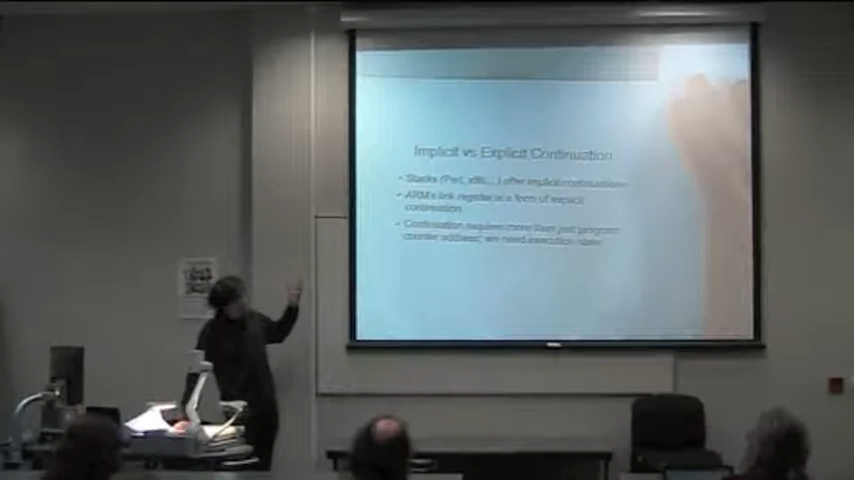 Implicit vs Explicit Continuation
• Stacks (Perl, x86,...) offer implicit continuations
• ARM's link register is a form of explicit
continuation
• Continuation requires more than just program
counter address; we need execution state